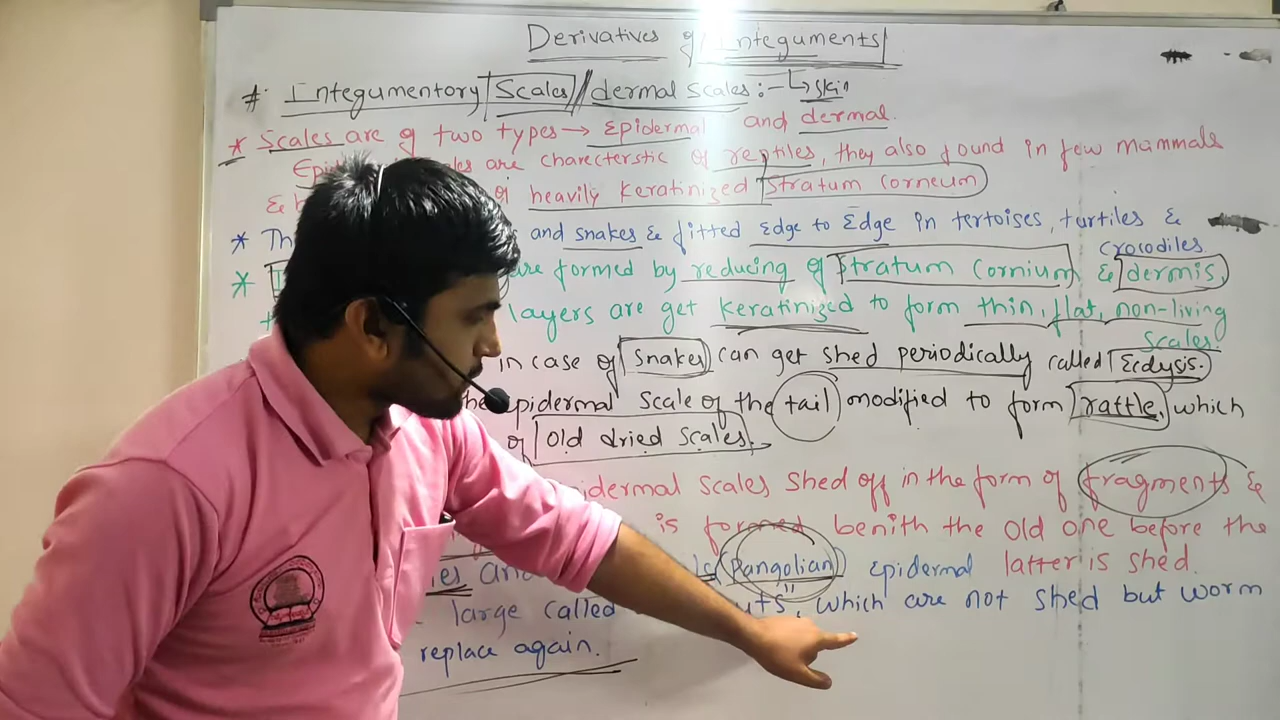 Derivatives of Integuments
#. Integumentory Scales // dermal scales :- ↳ skin
* Scales are of two types → Epidermal and dermal.
are charecterstic of reptiles, they also found in few mammals
& of heavily keratinized stratum corneum
* and snakes & fitted Edge to Edge in tertoises, turtiles &
crocodiles
* are formed by reducing of stratum Cornium & dermis,
layers are get keratinized to form thin, flat, non-living
scales.
in case of snakes can get shed periodically called Ecdysis.
the epidermal scale of the tail modified to form rattle, which
of old dried scales.
scales shed off in the form of fragments &
is formed benith the old one before the
and (Pangolian) epidermal latter is shed.
large called which are not shed but worm
replace again.